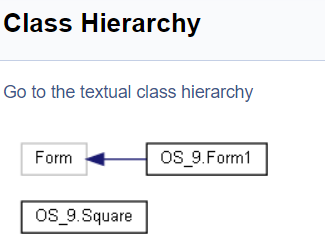 Class Hierarchy
Go to the textual class hierarchy
Form
OS_9.Form1
OS_9.Square